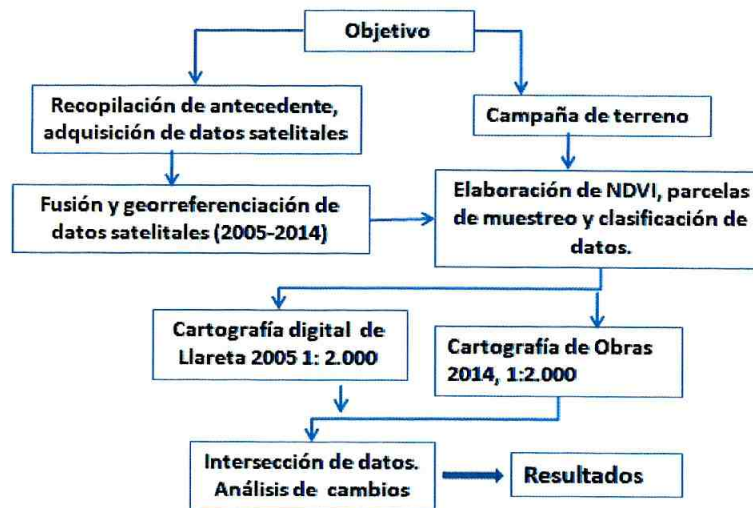 Objetivo
Recopilación de antecedente,
adquisición de datos satelitales
Campaña de terreno
Fusión y georreferenciación de
datos satelitales (2005-2014)
Elaboración de NDVI, parcelas
de muestreo y clasificación de
datos.
Cartografía digital de
Llareta 2005 1: 2.000
Cartografía de Obras
2014, 1:2.000
Intersección de datos.
Análisis de cambios
Resultados